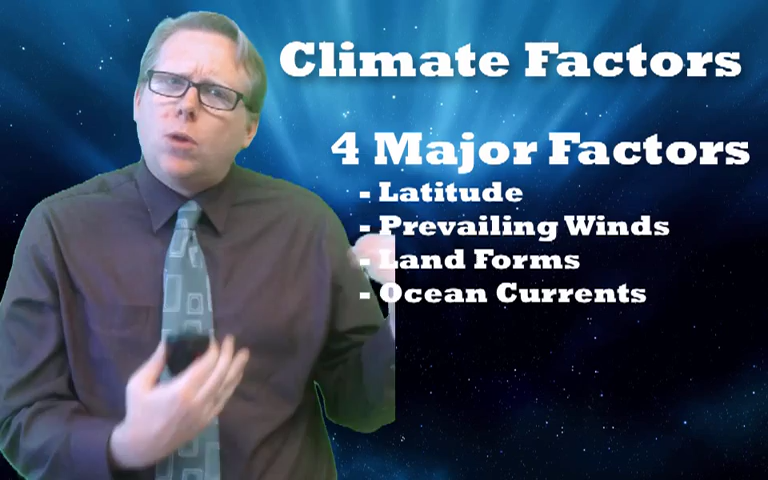 Climate Factors
4 Major Factors
- Latitude
- Prevailing Winds
- Land Forms
- Ocean Currents